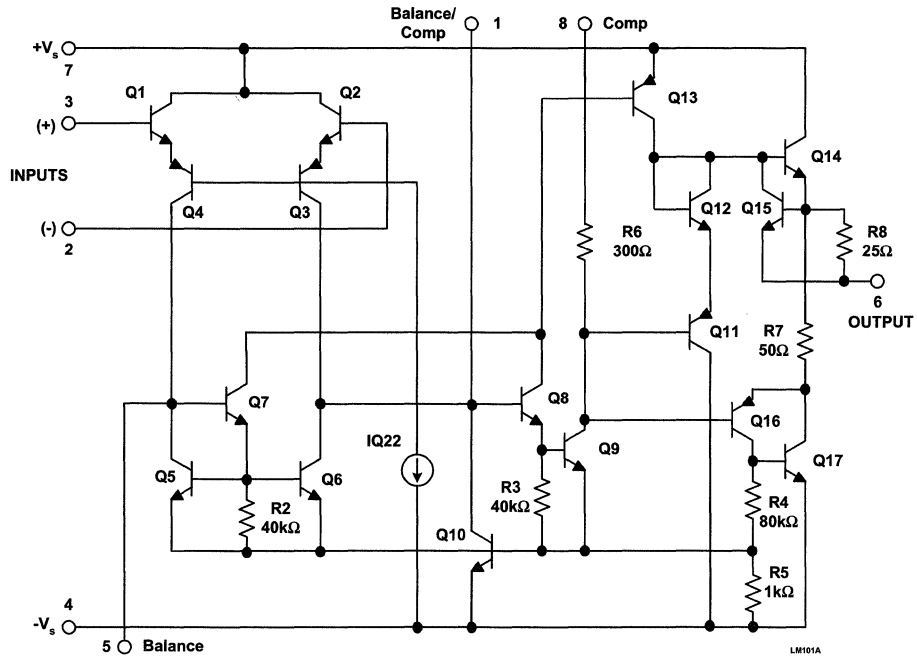 Balance/
Comp
1
8
Comp
+Vs
7
Q1
Q2
3
(+)
Q13
INPUTS
Q14
Q4
Q3
Q12
Q15
(-)
2
R6
300Ω
R8
25Ω
6
OUTPUT
Q11
R7
50Ω
Q7
Q8
Q16
IQ22
Q9
Q17
Q5
Q6
R2
40kΩ
R3
40kΩ
R4
80kΩ
Q10
R5
1kΩ
4
-Vs
5
Balance
LM101A